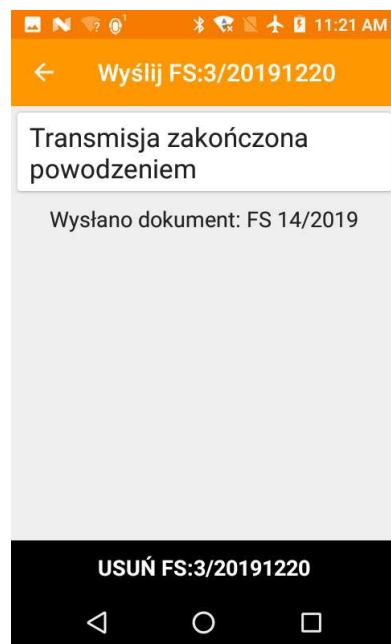 11:21 AM
Wyślij FS:3/20191220
Transmisja zakończona
powodzeniem
Wysłano dokument: FS 14/2019
USUŃ FS:3/20191220